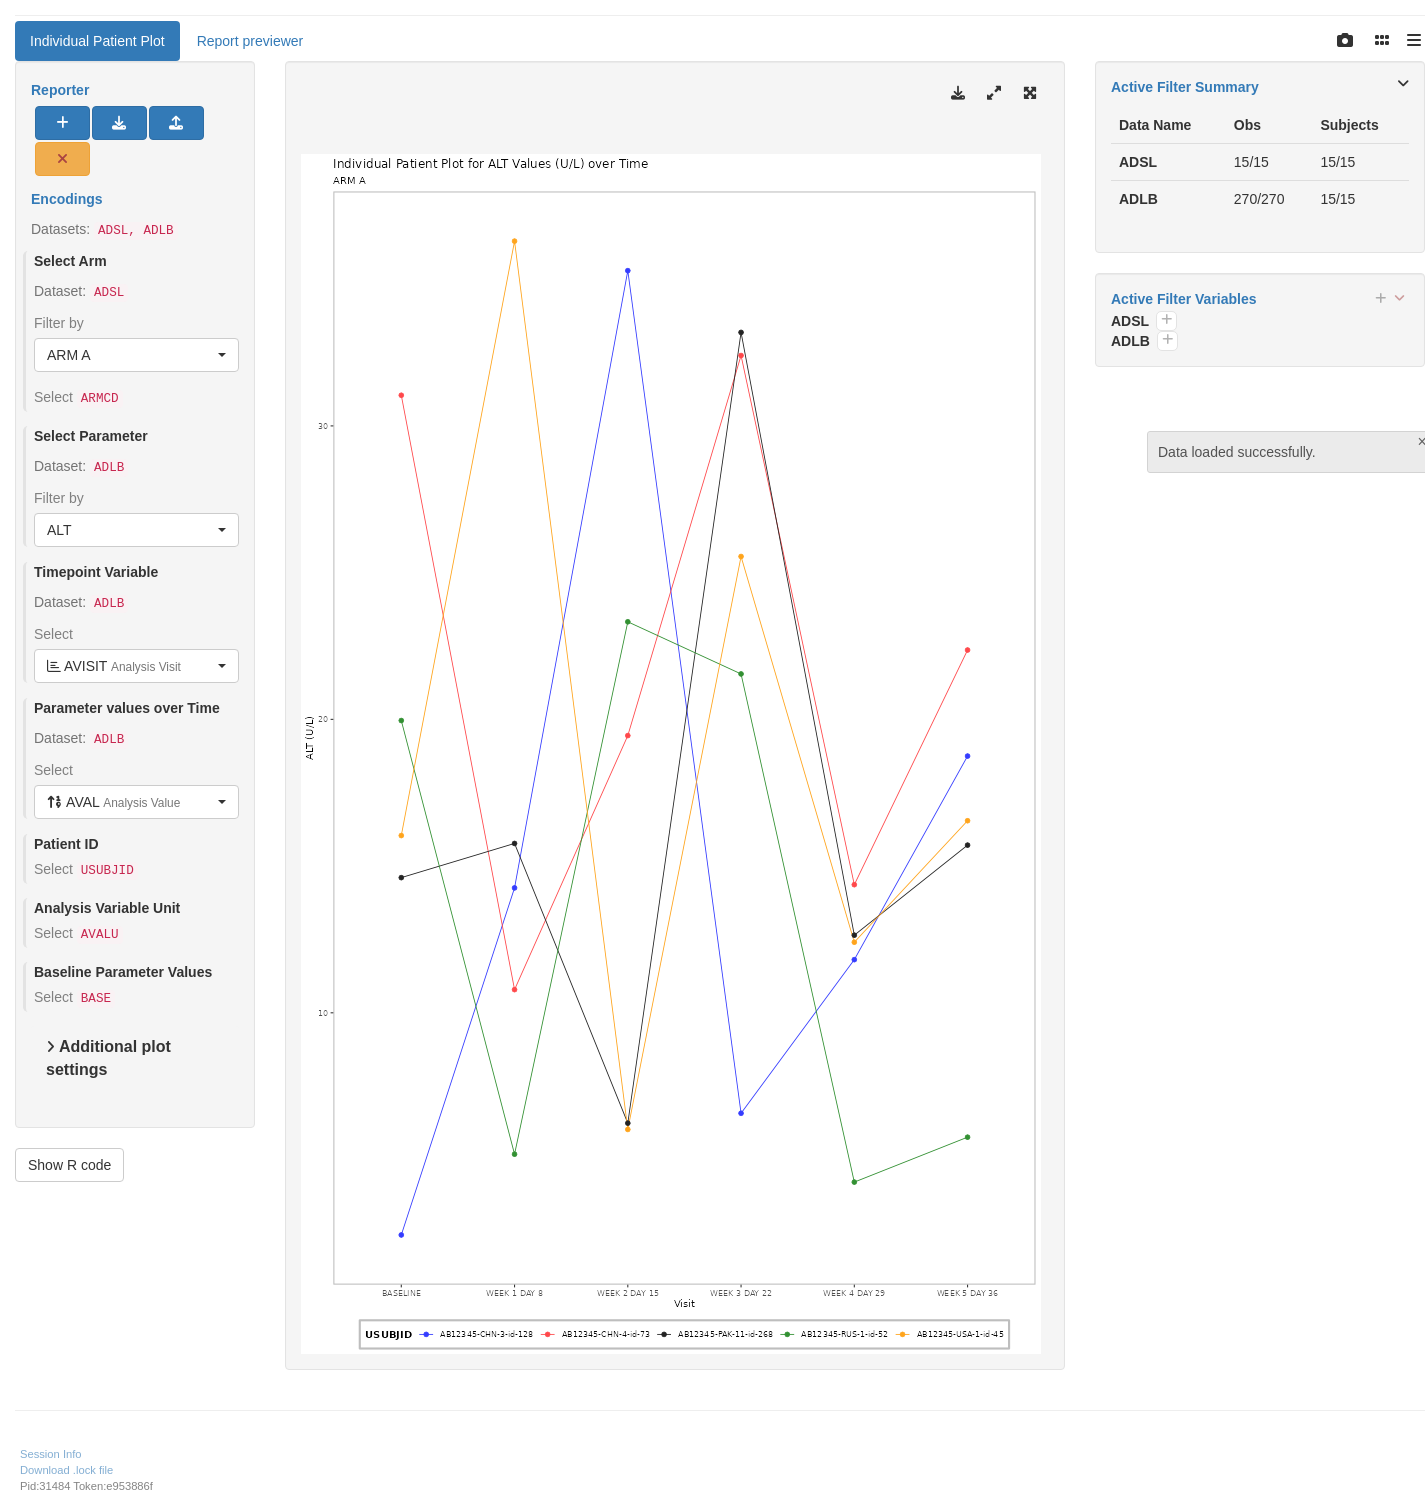 Individual Patient Plot
Report previewer
Reporter
Encodings
Datasets: ADSL, ADLB
Select Arm
Dataset: ADSL
Filter by
ARM A
Select ARMCD
Select Parameter
Dataset: ADLB
Filter by
ALT
Timepoint Variable
Dataset: ADLB
Select
AVISIT Analysis Visit
Parameter values over Time
Dataset: ADLB
Select
AVAL Analysis Value
Patient ID
Select USUBJID
Analysis Variable Unit
Select AVALU
Baseline Parameter Values
Select BASE
Additional plot
settings
Show R code
Individual Patient Plot for ALT Values (U/L) over Time
ARM A
30
20
10
ALT (U/L)
BASELINE WEEK 1 DAY 8 WEEK 2 DAY 15 WEEK 3 DAY 22 WEEK 4 DAY 29 WEEK 5 DAY 36
Visit
USUBJID AB12345-CHN-3-id-128 AB12345-CHN-4-id-73 AB12345-PAK-11-id-268 AB12345-RUS-1-id-52 AB12345-USA-1-id-45
Active Filter Summary
Data Name Obs Subjects
ADSL 15/15 15/15
ADLB 270/270 15/15
Active Filter Variables
ADSL
ADLB
Data loaded successfully.
Session Info
Download .lock file
Pid:31484 Token:e953886f